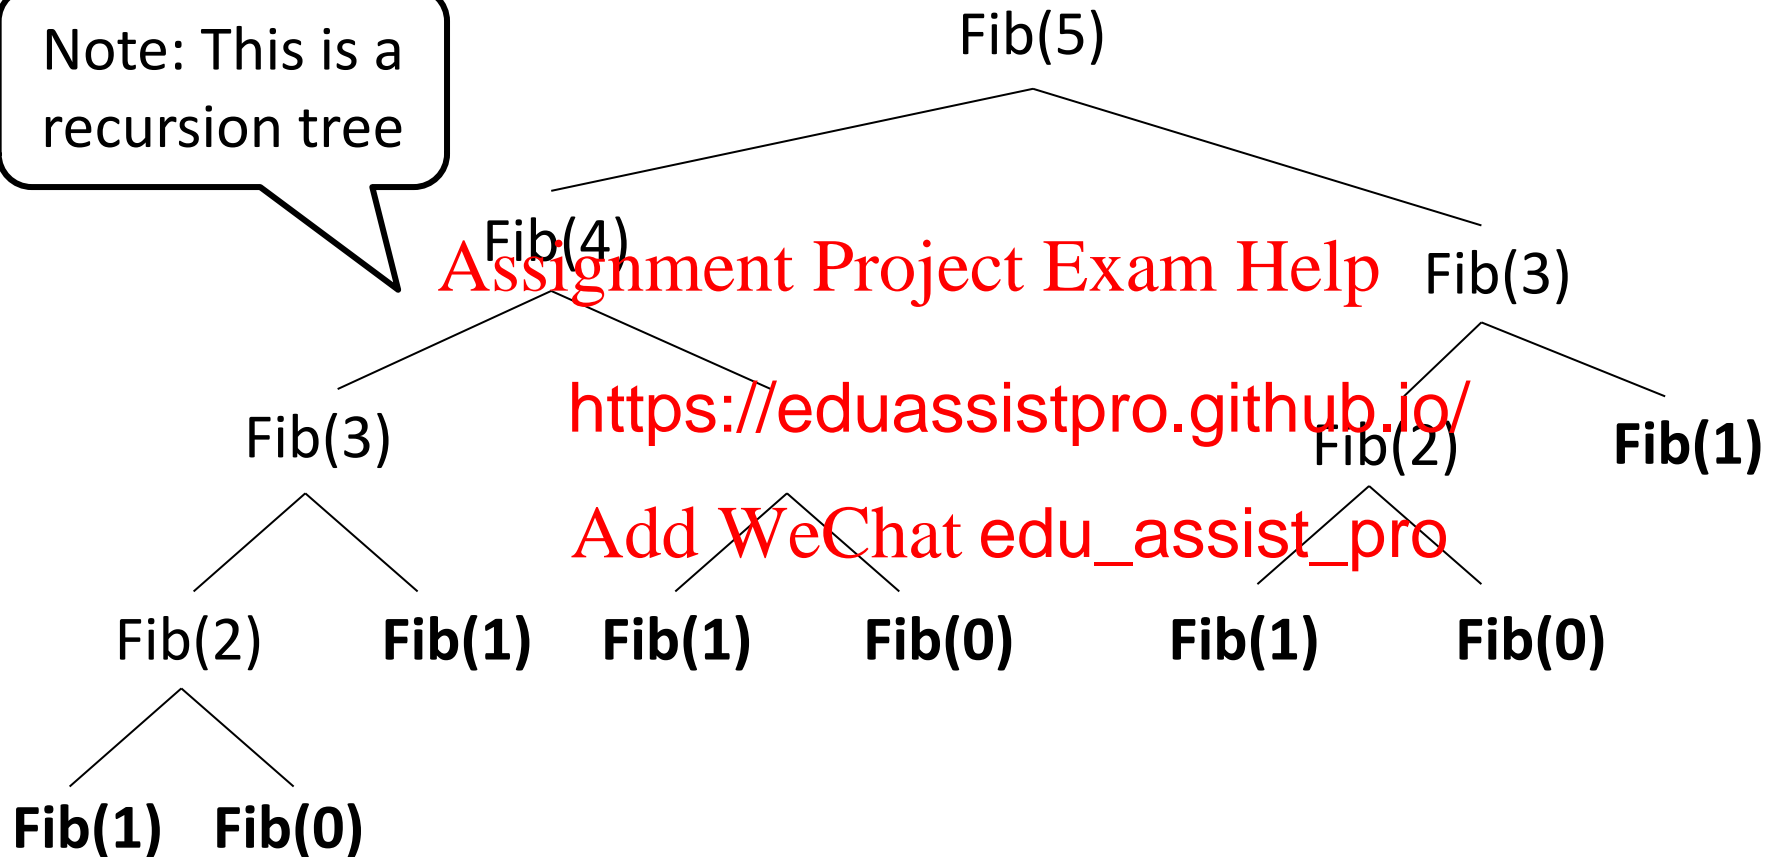 Note: This is a
recursion tree
Fib(5)
Fib(4)
Assignment Project Exam Help
Fib(3)
Fib(3)
https://eduassistpro.github.io/
Fib(2)
Fib(1)
Add WeChat edu_assist_pro
Fib(2)
Fib(1)
Fib(1)
Fib(0)
Fib(1)
Fib(0)
Fib(1)
Fib(0)